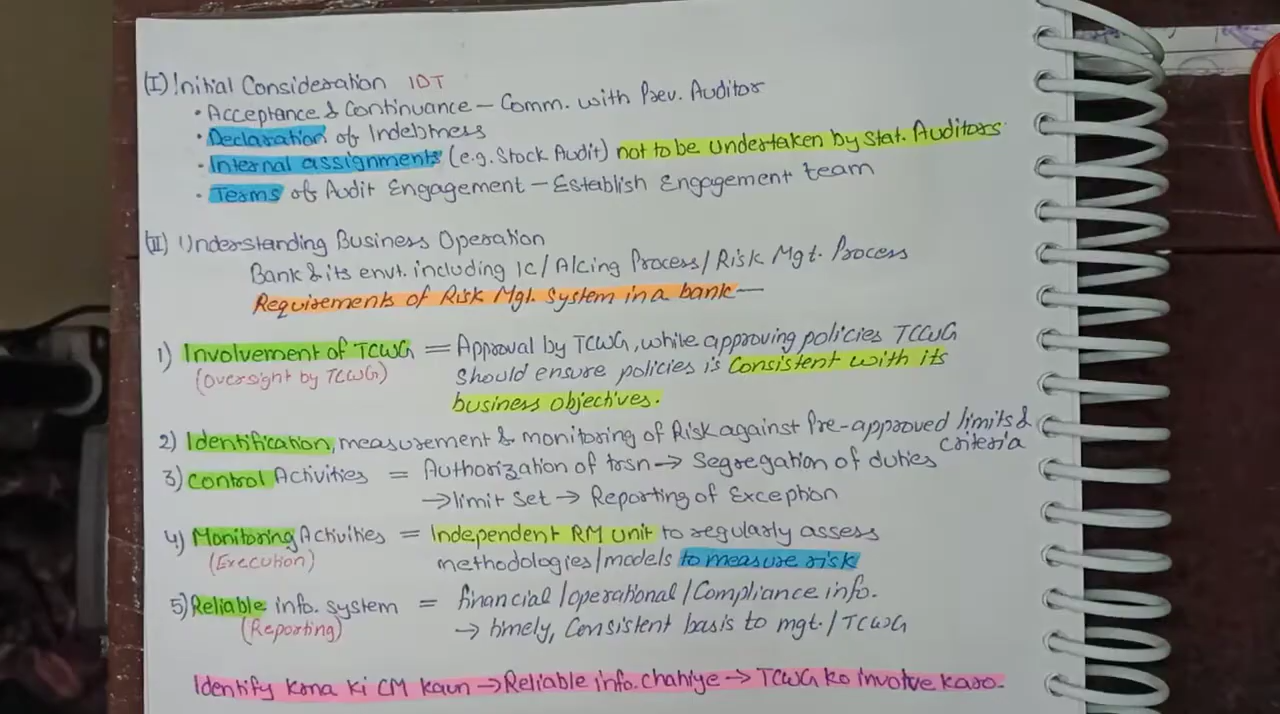 (I) Initial Consideration IDT
• Acceptance & Continuance – Comm. with Prev. Auditor
• Declaration of Indebtness
• Internal assignments (e.g. Stock Audit) not to be undertaken by Stat. Auditors
• Terms of Audit Engagement – Establish Engagement team
(II) Understanding Business Operation
Bank & its envt. including IC/A/cing Process/Risk Mgt. Process
Requirements of Risk Mgt. System in a bank —
1) Involvement of TCWG = Approval by TCWG, while approving policies TCWG
(Oversight by TCWG) should ensure policies is Consistent with its
business objectives.
2) Identification, measurement & monitoring of Risk against Pre-approved limits &
criteria
3) Control Activities = Authorization of trsn → Segregation of duties
→ limit set → Reporting of Exception
4) Monitoring Activities = Independent RM unit to regularly assess
(Execution) methodologies/models to measure risk
5) Reliable info. system = financial/operational/Compliance info.
(Reporting) → timely, Consistent basis to mgt./TCWG
Identify krna ki CM kaun → Reliable info. chahiye → TCWG ko involve karo.